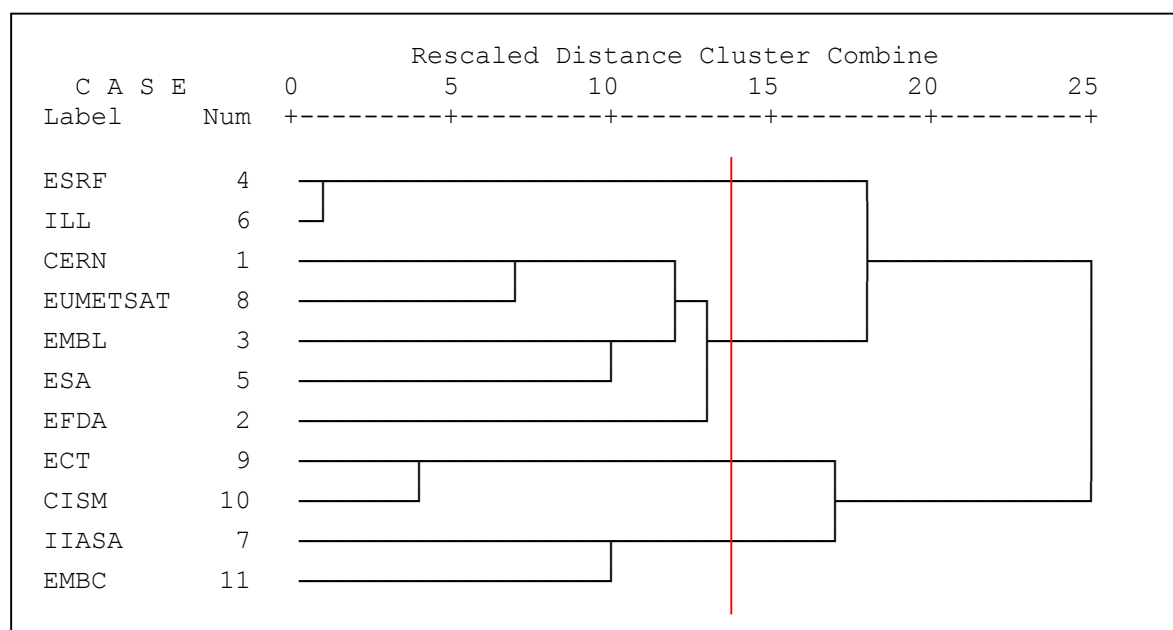 Rescaled Distance Cluster Combine
C A S E 0 5 10 15 20 25
Label Num +---------+---------+---------+---------+---------+
ESRF 4
ILL 6
CERN 1
EUMETSAT 8
EMBL 3
ESA 5
EFDA 2
ECT 9
CISM 10
IIASA 7
EMBC 11